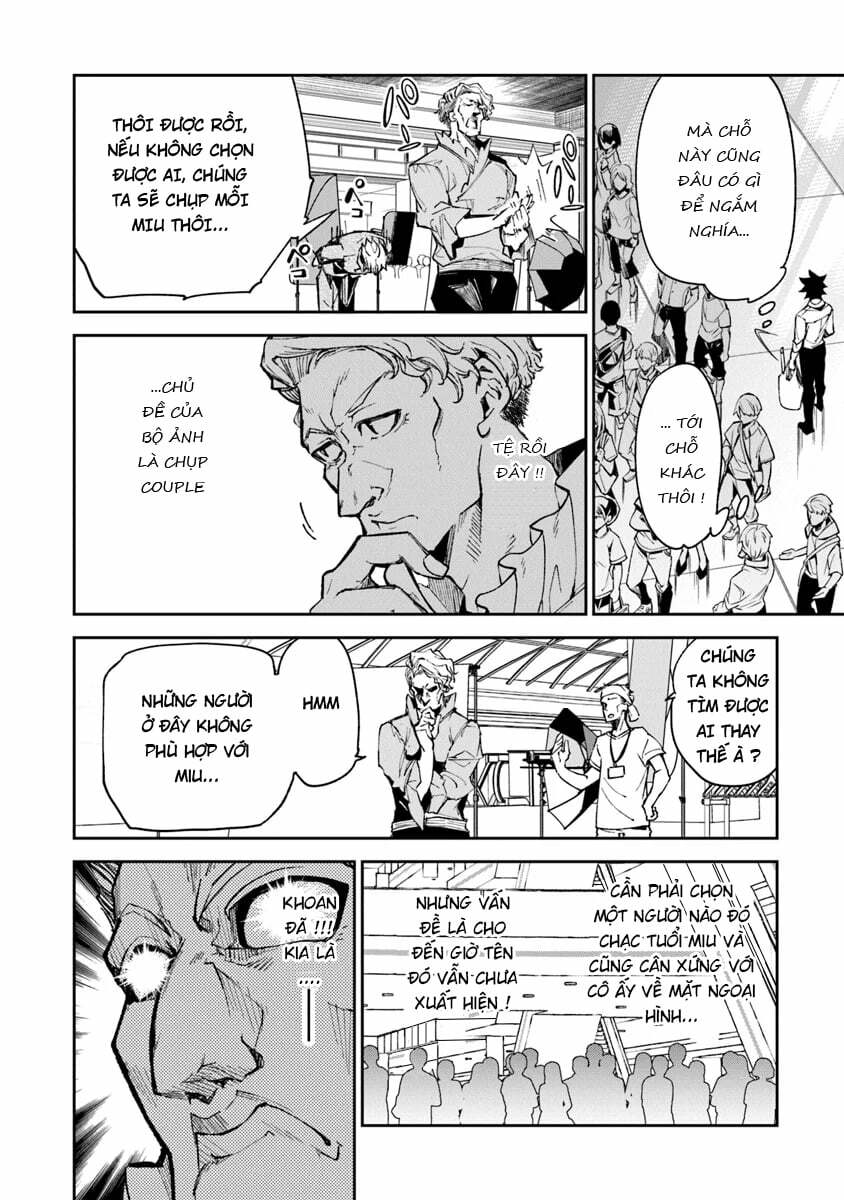 MÀ CHỖ
NÀY CŨNG
ĐÂU CÓ GÌ
ĐỂ NGẮM
NGHÍA...
... TỚI
CHỖ
KHÁC
THÔI !
THÔI ĐƯỢC RỒI,
NẾU KHÔNG CHỌN
ĐƯỢC AI, CHÚNG
TA SẼ CHỤP MỖI
MIU THÔI...
ペコ
ペコ
TỆ RỒI
ĐÂY !!
...CHỦ
ĐỀ CỦA
BỘ ẢNH
LÀ CHỤP
COUPLE
CHÚNG
TA KHÔNG
TÌM ĐƯỢC
AI THAY
THẾ À ?
HMM
NHỮNG NGƯỜI
Ở ĐÂY KHÔNG
PHÙ HỢP VỚI
MIU...
CẦN PHẢI CHỌN
MỘT NGƯỜI NÀO ĐÓ
CHẠC TUỔI MIU VÀ
CŨNG CÂN XỨNG VỚI
CÔ ẤY VỀ MẶT NGOẠI
HÌNH...
NHƯNG VẤN
ĐỀ LÀ CHO
ĐẾN GIỜ TÊN
ĐÓ VẪN CHƯA
XUẤT HIỆN !
KHOAN
ĐÃ !!!
KIA LÀ
....